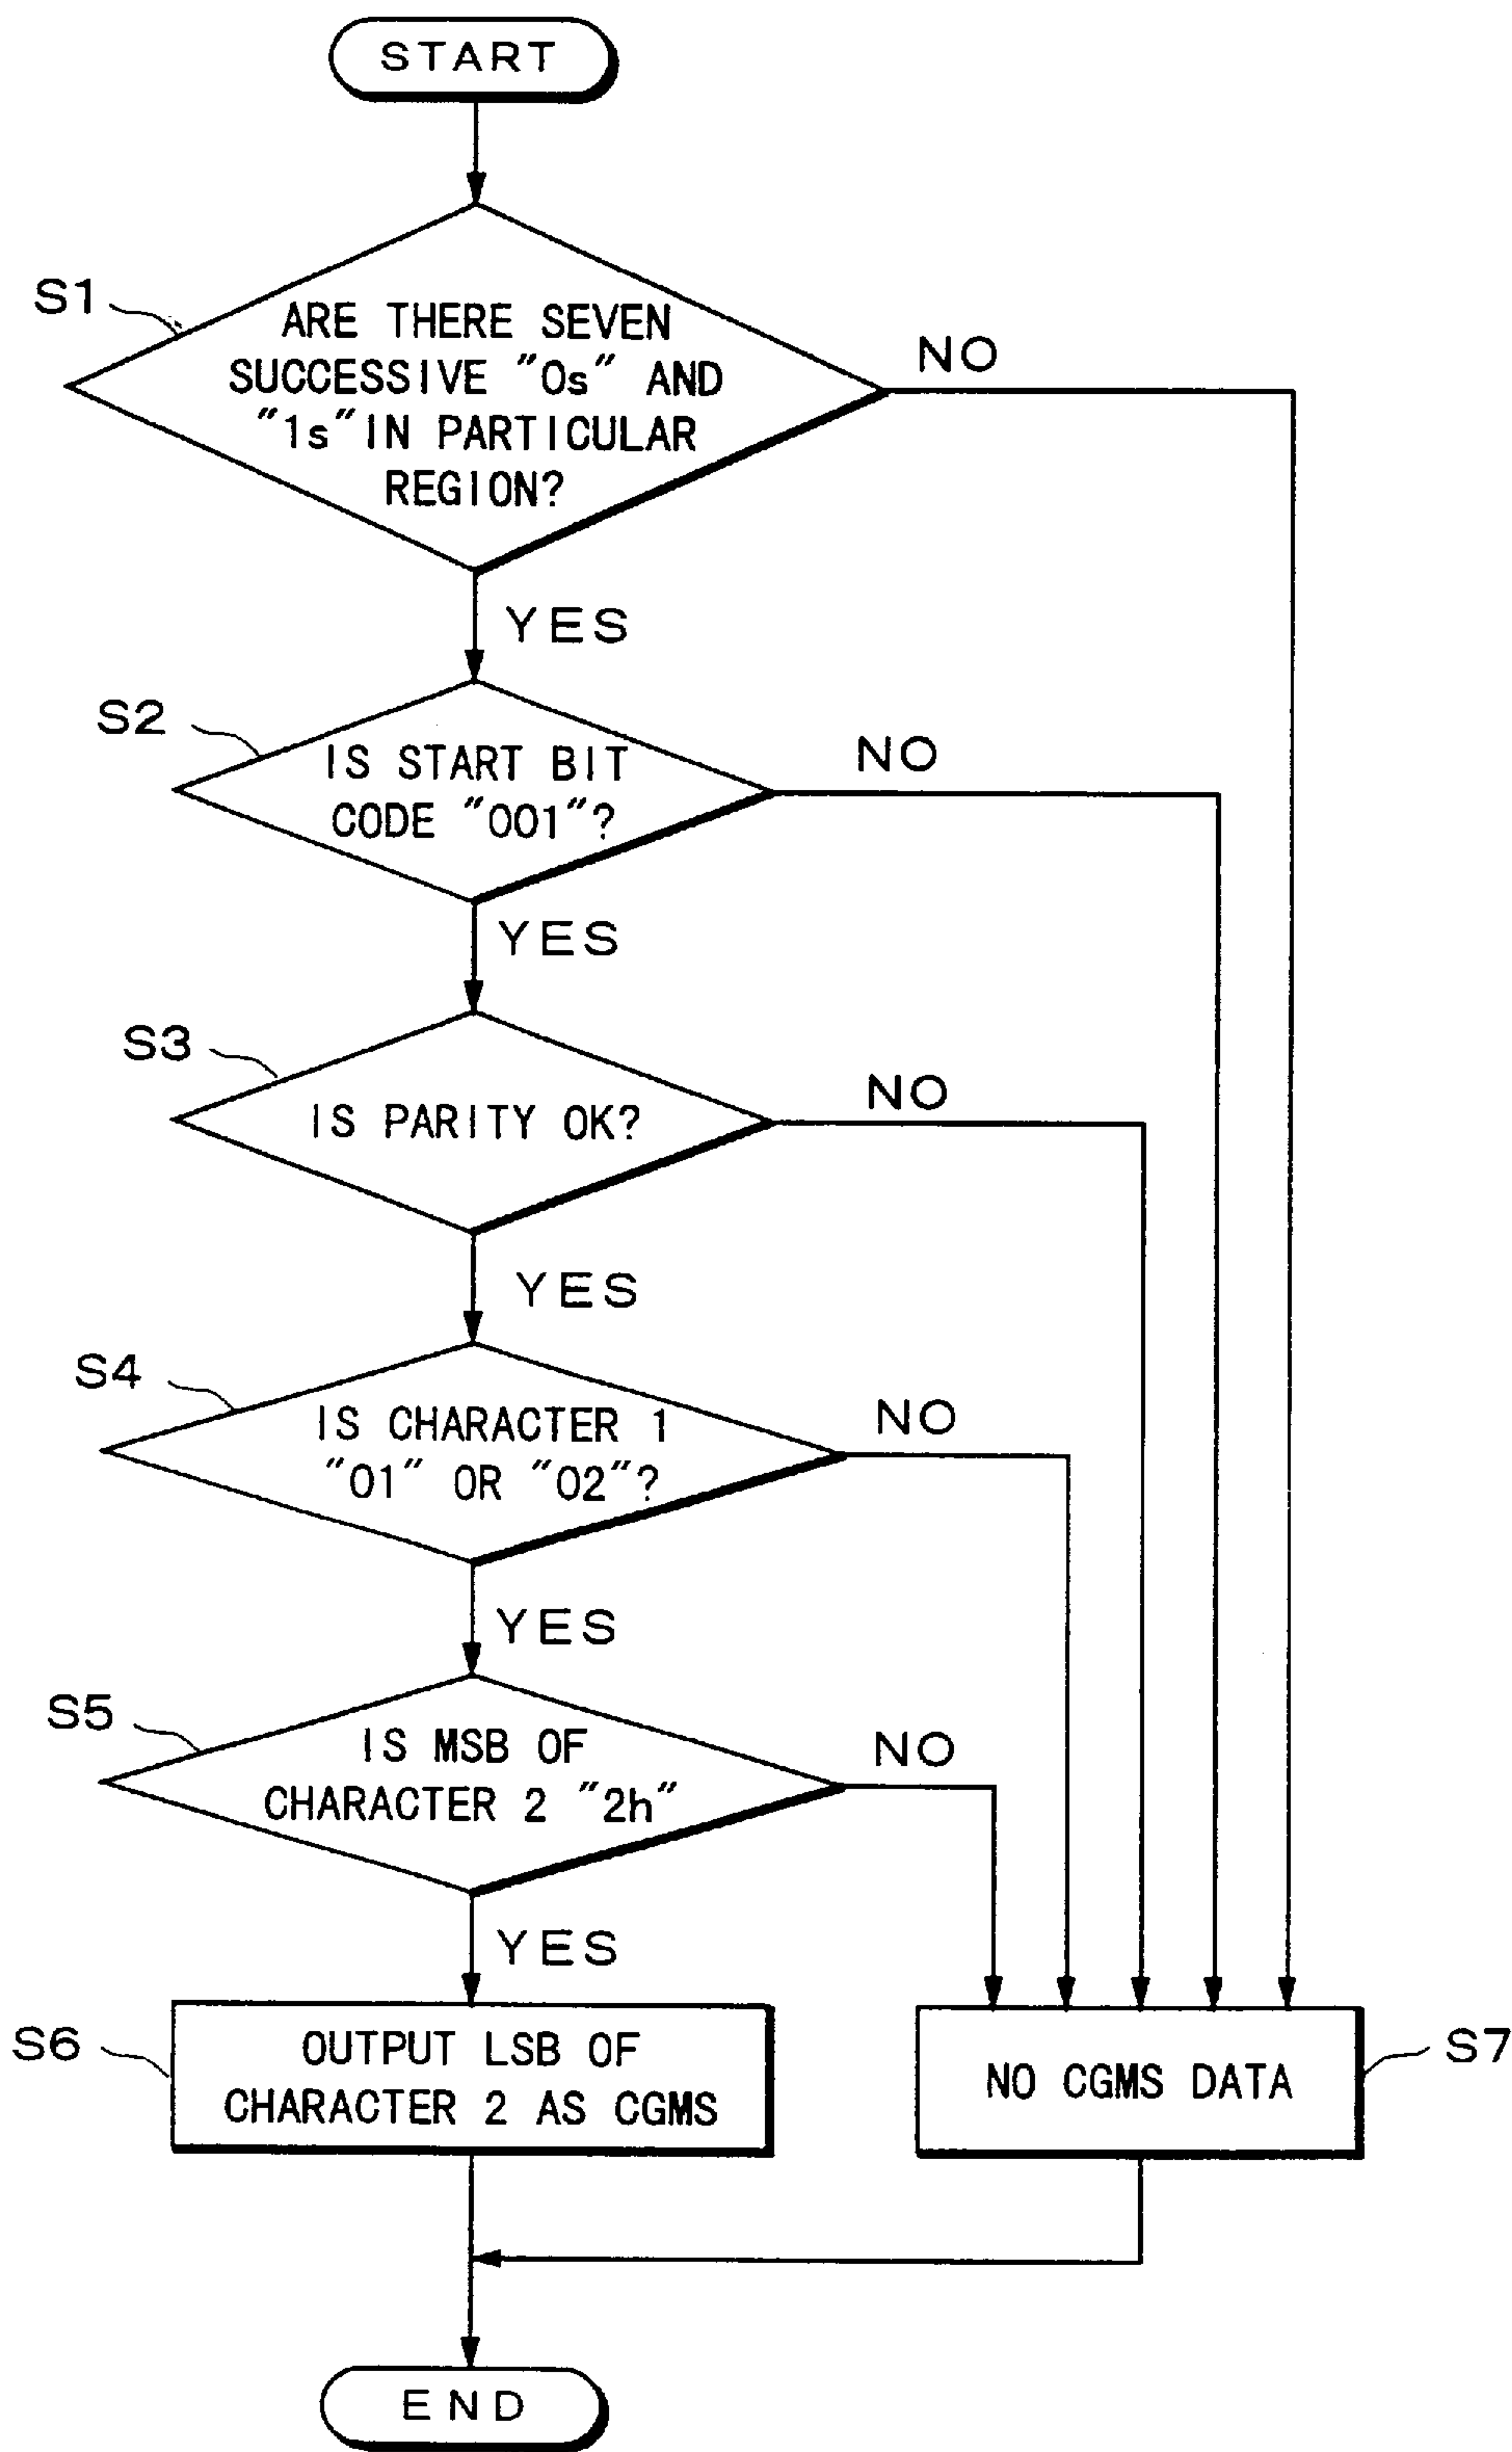 START
S1
ARE THERE SEVEN
SUCCESSIVE "0s" AND
"1s" IN PARTICULAR
REGION?
NO
YES
S2
IS START BIT
CODE "001"?
NO
YES
S3
IS PARITY OK?
NO
YES
S4
IS CHARACTER 1
"01" OR "02"?
NO
YES
S5
IS MSB OF
CHARACTER 2 "2h"
NO
YES
S6
OUTPUT LSB OF
CHARACTER 2 AS CGMS
NO CGMS DATA
S7
END